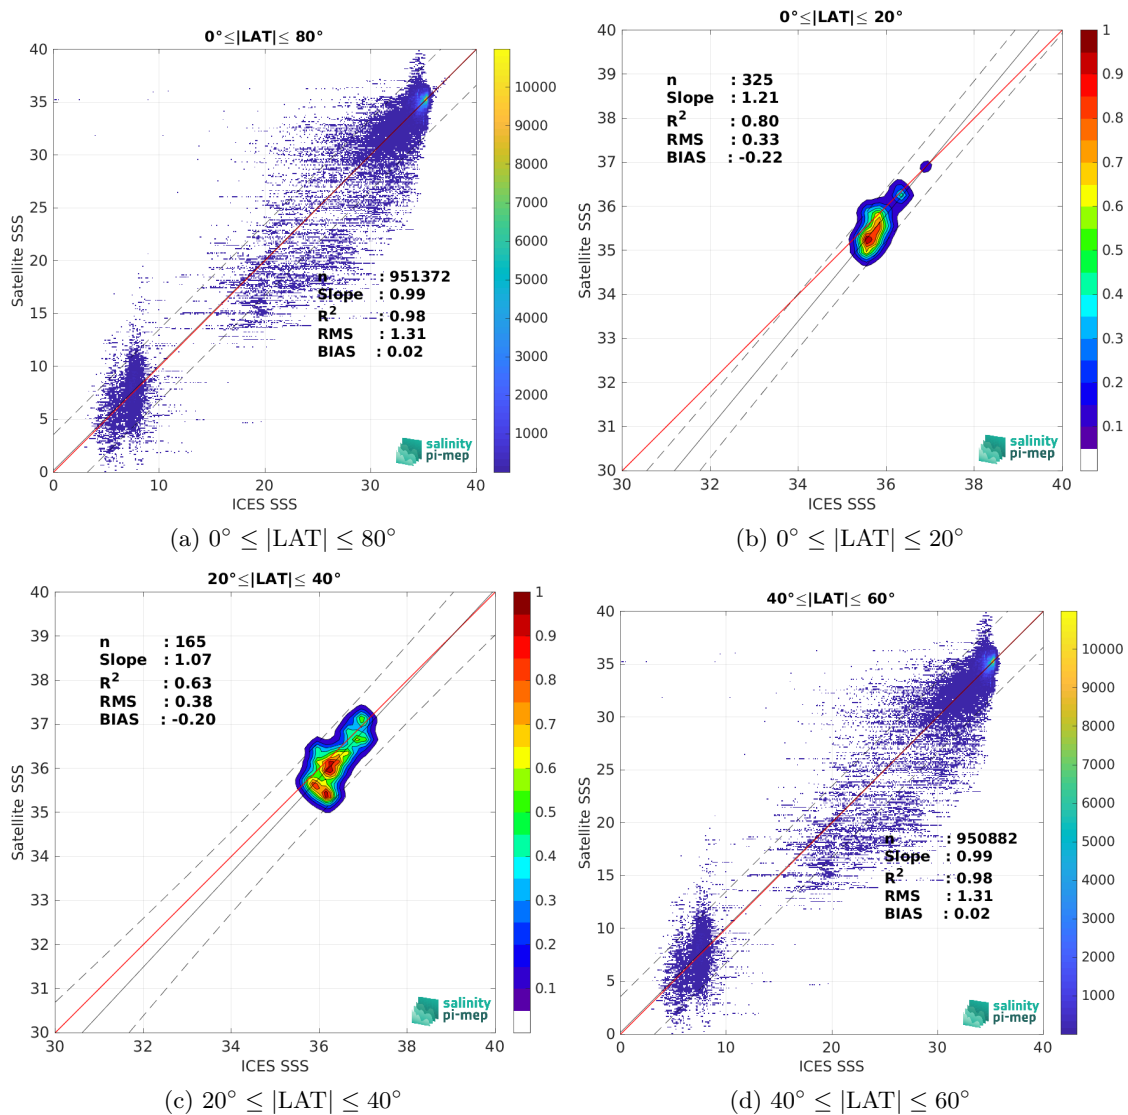 0°≤|LAT|≤ 80°
40
35
30
25
20
15
10
5
0
Satellite SSS
n : 951372
Slope : 0.99
R² : 0.98
RMS : 1.31
BIAS : 0.02
salinity
pi-mep
0 10 20 30 40
ICES SSS
10000
9000
8000
7000
6000
5000
4000
3000
2000
1000
(a) 0° ≤ |LAT| ≤ 80°
0°≤|LAT|≤ 20°
40
39
38
37
36
35
34
33
32
31
30
Satellite SSS
n : 325
Slope : 1.21
R² : 0.80
RMS : 0.33
BIAS : -0.22
salinity
pi-mep
30 32 34 36 38 40
ICES SSS
1
0.9
0.8
0.7
0.6
0.5
0.4
0.3
0.2
0.1
(b) 0° ≤ |LAT| ≤ 20°
20°≤|LAT|≤ 40°
40
39
38
37
36
35
34
33
32
31
30
Satellite SSS
n : 165
Slope : 1.07
R² : 0.63
RMS : 0.38
BIAS : -0.20
salinity
pi-mep
30 32 34 36 38 40
ICES SSS
1
0.9
0.8
0.7
0.6
0.5
0.4
0.3
0.2
0.1
(c) 20° ≤ |LAT| ≤ 40°
40°≤|LAT|≤ 60°
40
35
30
25
20
15
10
5
0
Satellite SSS
n : 950882
Slope : 0.99
R² : 0.98
RMS : 1.31
BIAS : 0.02
salinity
pi-mep
0 10 20 30 40
ICES SSS
10000
9000
8000
7000
6000
5000
4000
3000
2000
1000
(d) 40° ≤ |LAT| ≤ 60°